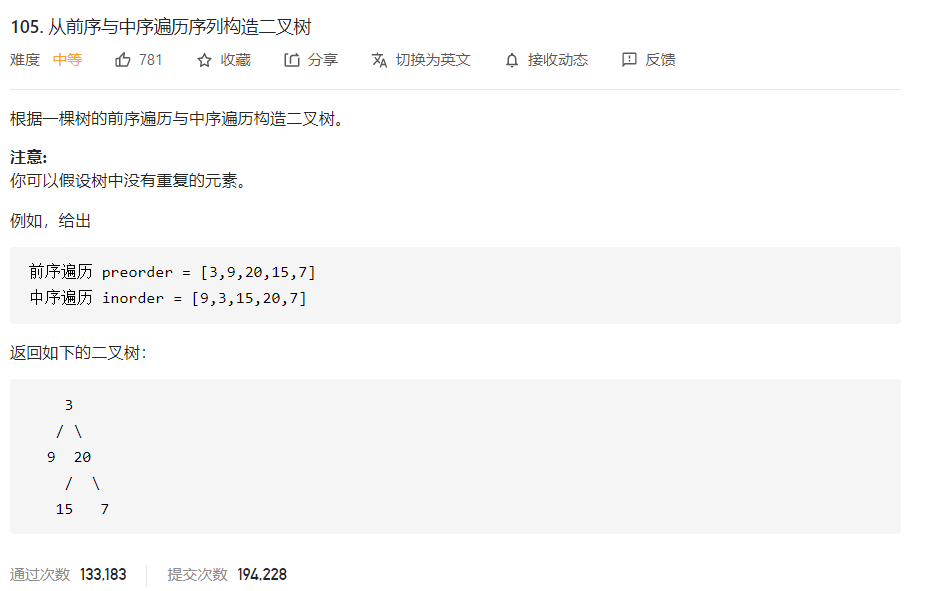 105. 从前序与中序遍历序列构造二叉树
难度 中等 781 收藏 分享 切换为英文 接收动态 反馈
根据一棵树的前序遍历与中序遍历构造二叉树。
注意:
你可以假设树中没有重复的元素。
例如，给出
前序遍历 preorder = [3,9,20,15,7]
中序遍历 inorder = [9,3,15,20,7]
返回如下的二叉树：
3
/ \
9 20
/ \
15 7
通过次数 133,183 提交次数 194,228